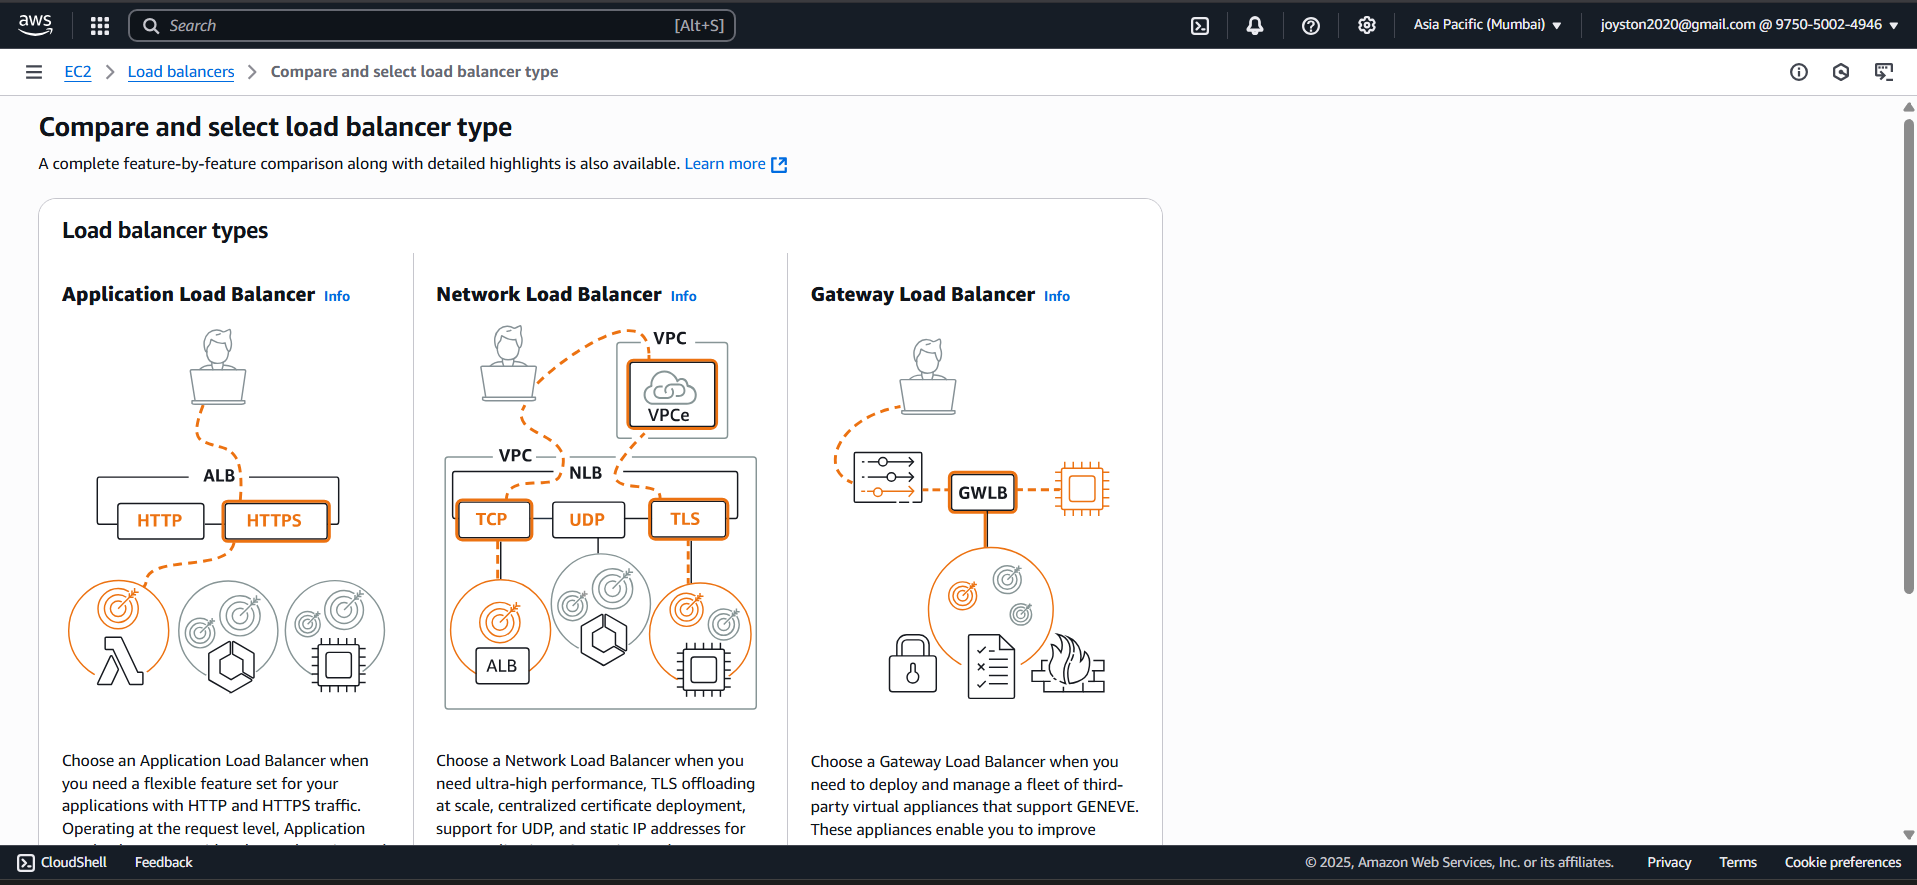 aws
Search
[Alt+S]
Asia Pacific (Mumbai)
joyston2020@gmail.com @ 9750-5002-4946
EC2
Load balancers
Compare and select load balancer type
Compare and select load balancer type
A complete feature-by-feature comparison along with detailed highlights is also available. Learn more
Load balancer types
Application Load Balancer Info
ALB
HTTP
HTTPS
Choose an Application Load Balancer when
you need a flexible feature set for your
applications with HTTP and HTTPS traffic.
Operating at the request level, Application
Network Load Balancer Info
VPC
VPCe
VPC
NLB
TCP
UDP
TLS
ALB
Choose a Network Load Balancer when you
need ultra-high performance, TLS offloading
at scale, centralized certificate deployment,
support for UDP, and static IP addresses for
Gateway Load Balancer Info
GWLB
Choose a Gateway Load Balancer when you
need to deploy and manage a fleet of third-
party virtual appliances that support GENEVE.
These appliances enable you to improve
CloudShell
Feedback
© 2025, Amazon Web Services, Inc. or its affiliates.
Privacy
Terms
Cookie preferences